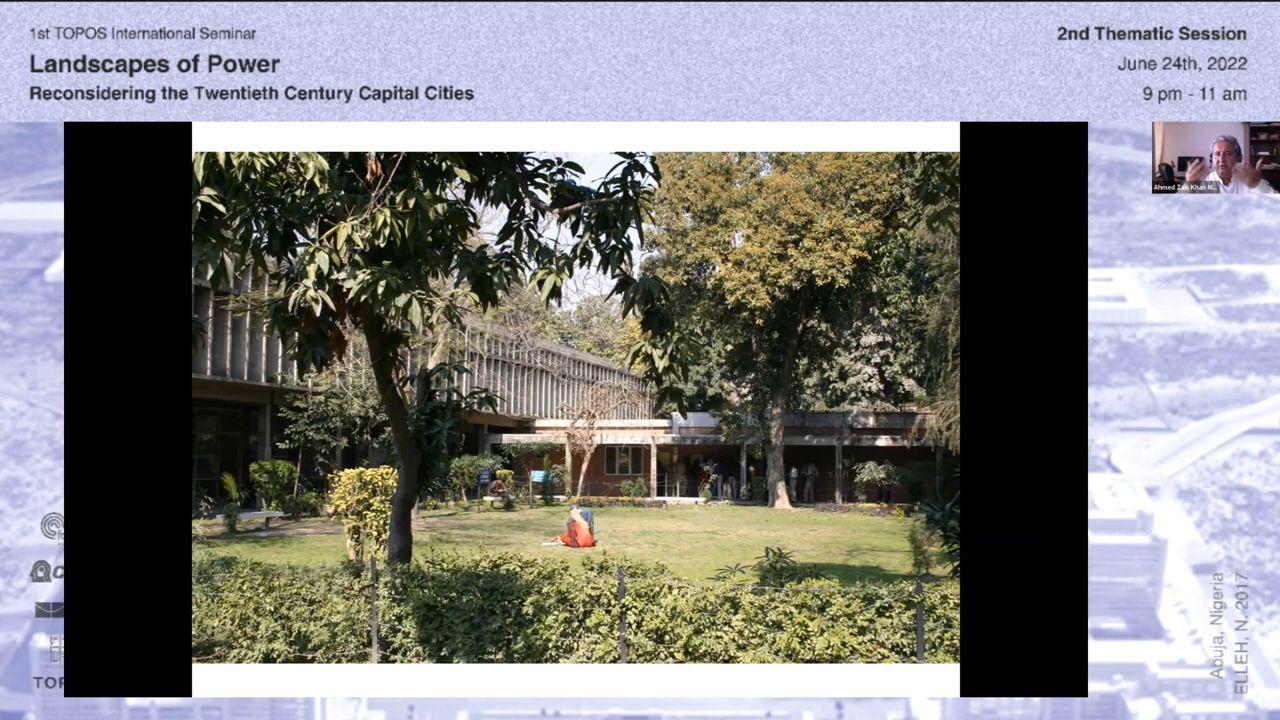 1st TOPOS International Seminar
Landscapes of Power
Reconsidering the Twentieth Century Capital Cities
2nd Thematic Session
June 24th, 2022
9 pm - 11 am
Ahmed Zaib Khan M...
Abuja, Nigeria
ELLEH, N. 2017
TOP